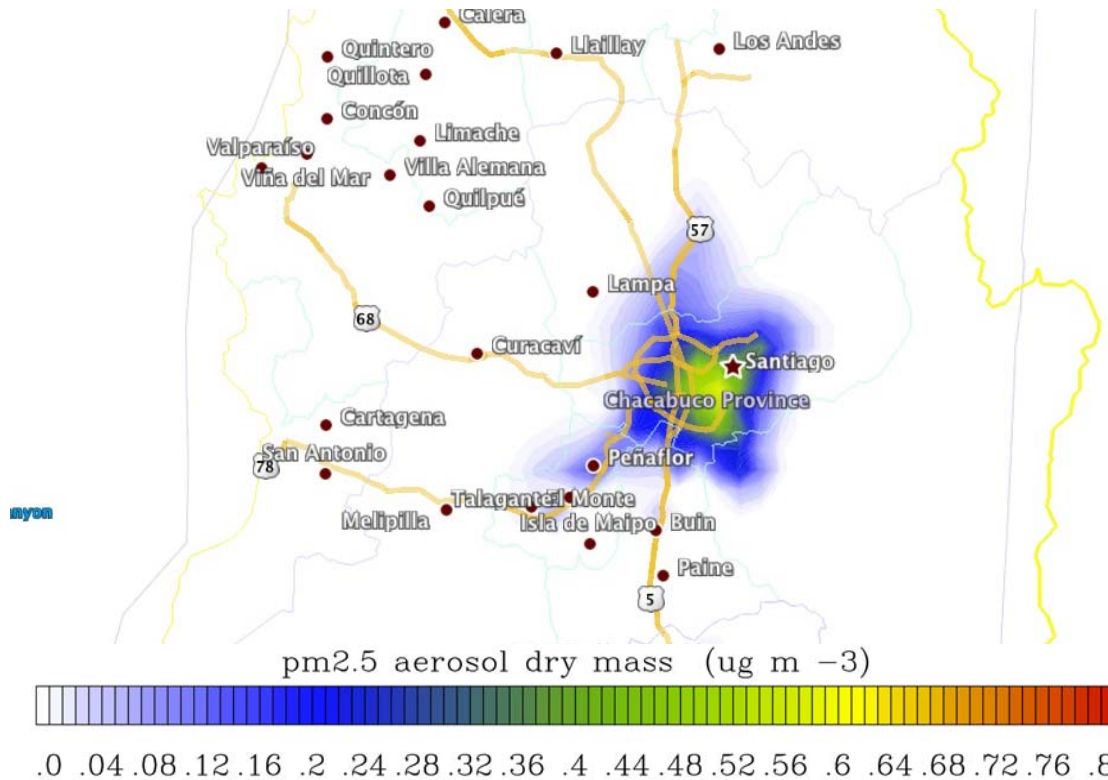 Calera
Quintero
Llaillay
Los Andes
Quillota
Concón
Limache
Valparaíso
Villa Alemana
Viña del Mar
Quilpué
57
Lampa
68
Curacaví
Santiago
Chacabuco Province
Cartagena
San Antonio
78
Peñaflor
Talagante
El Monte
Melipilla
Isla de Maipo
Buin
nyon
Paine
5
pm2.5 aerosol dry mass (ug m -3)
.0 .04 .08 .12 .16 .2 .24 .28 .32 .36 .4 .44 .48 .52 .56 .6 .64 .68 .72 .76 .8